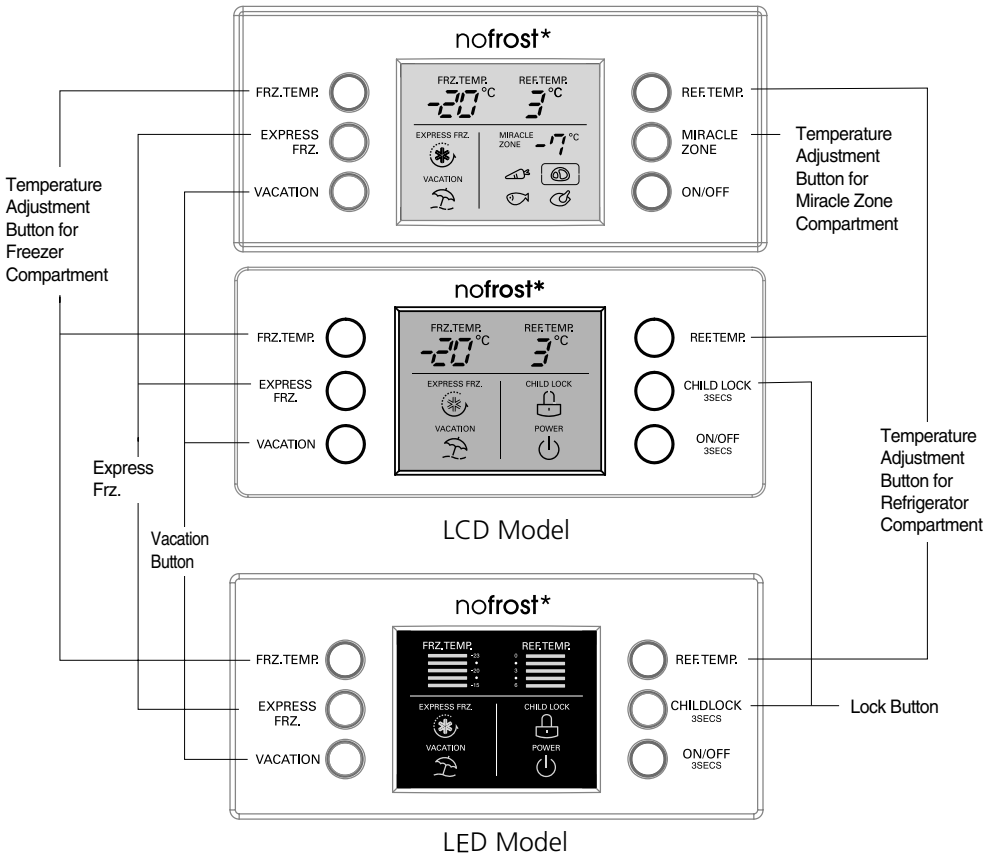 nofrost*
FRZ.TEMP. REF.TEMP.
-20 °C 3 °C
EXPRESS FRZ. MIRACLE ZONE -7 °C
VACATION
FRZ.TEMP.
EXPRESS
FRZ.
VACATION
REF.TEMP.
MIRACLE
ZONE
ON/OFF
Temperature
Adjustment
Button for
Freezer
Compartment
Temperature
Adjustment
Button for
Miracle Zone
Compartment
nofrost*
FRZ.TEMP. REF.TEMP.
-20 °C 3 °C
EXPRESS FRZ. CHILD LOCK
VACATION POWER
FRZ.TEMP.
EXPRESS
FRZ.
VACATION
REF.TEMP.
CHILD LOCK
3SECS
ON/OFF
3SECS
LCD Model
Express
Frz.
Vacation
Button
Temperature
Adjustment
Button for
Refrigerator
Compartment
nofrost*
FRZ.TEMP. REF.TEMP.
-23 0
-20 3
-15 6
EXPRESS FRZ. CHILD LOCK
VACATION POWER
FRZ.TEMP.
EXPRESS
FRZ.
VACATION
REF.TEMP.
CHILDLOCK
3SECS
ON/OFF
3SECS
Lock Button
LED Model